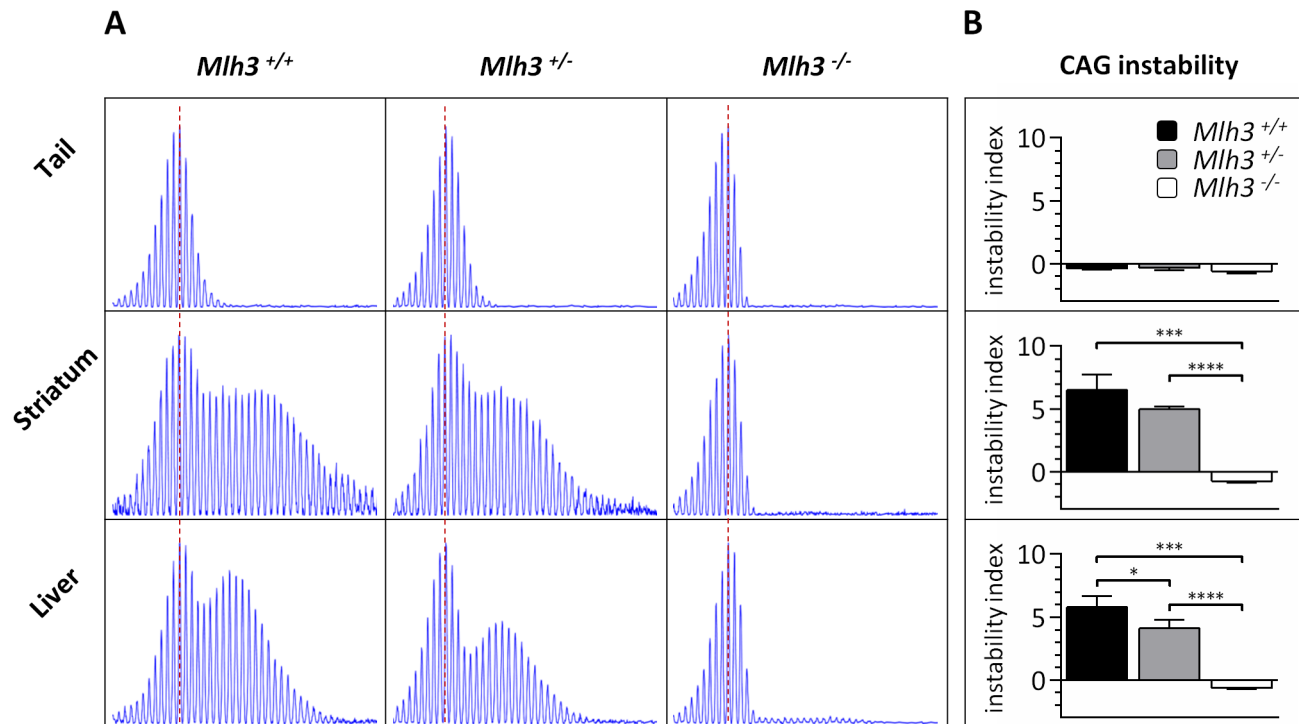 A
B
Mlh3 +/+
Mlh3 +/-
Mlh3 -/-
CAG instability
Tail
instability index
10
5
0
Mlh3 +/+
Mlh3 +/-
Mlh3 -/-
Striatum
instability index
10
5
0
***
****
Liver
instability index
10
5
0
***
*
****